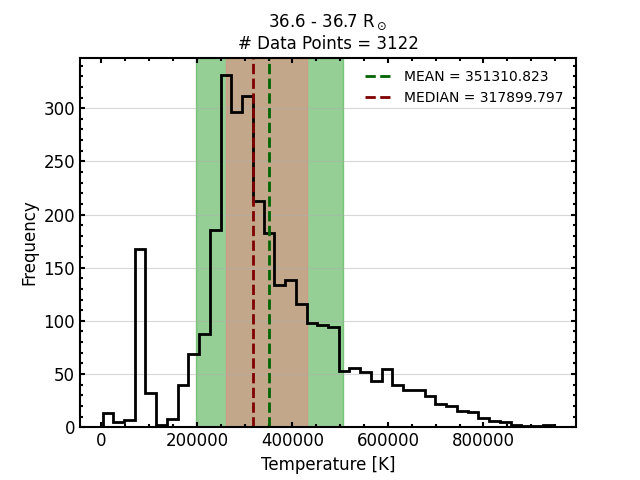 36.6 - 36.7 R⊙
# Data Points = 3122
MEAN = 351310.823
MEDIAN = 317899.797
Frequency
300
250
200
150
100
50
0
0 200000 400000 600000 800000
Temperature [K]